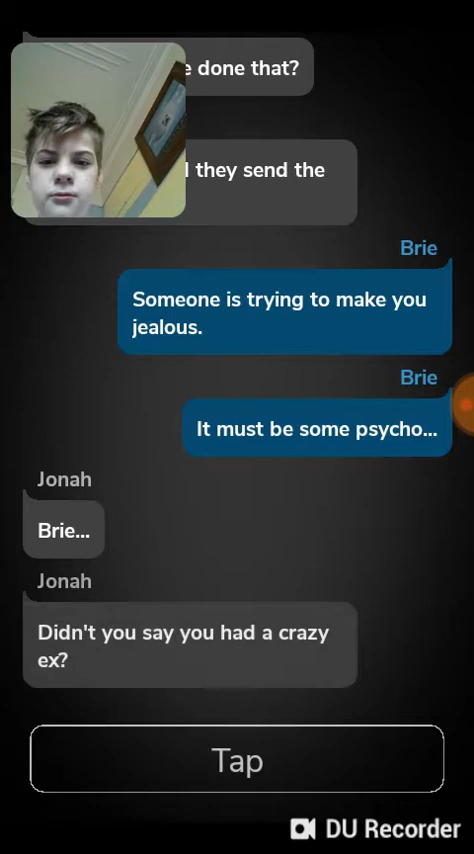 done that?
they send the
Brie
Someone is trying to make you
jealous.
Brie
It must be some psycho...
Jonah
Brie...
Jonah
Didn't you say you had a crazy
ex?
Tap
DU Recorder